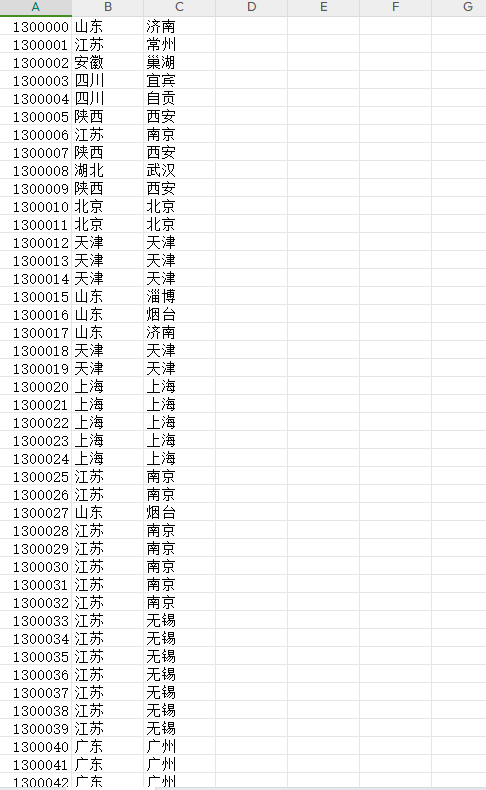 A B C D E F G
1300000 山东 济南
1300001 江苏 常州
1300002 安徽 巢湖
1300003 四川 宜宾
1300004 四川 自贡
1300005 陕西 西安
1300006 江苏 南京
1300007 陕西 西安
1300008 湖北 武汉
1300009 陕西 西安
1300010 北京 北京
1300011 北京 北京
1300012 天津 天津
1300013 天津 天津
1300014 天津 天津
1300015 山东 淄博
1300016 山东 烟台
1300017 山东 济南
1300018 天津 天津
1300019 天津 天津
1300020 上海 上海
1300021 上海 上海
1300022 上海 上海
1300023 上海 上海
1300024 上海 上海
1300025 江苏 南京
1300026 江苏 南京
1300027 山东 烟台
1300028 江苏 南京
1300029 江苏 南京
1300030 江苏 南京
1300031 江苏 南京
1300032 江苏 南京
1300033 江苏 无锡
1300034 江苏 无锡
1300035 江苏 无锡
1300036 江苏 无锡
1300037 江苏 无锡
1300038 江苏 无锡
1300039 江苏 无锡
1300040 广东 广州
1300041 广东 广州
1300042 广东 广州